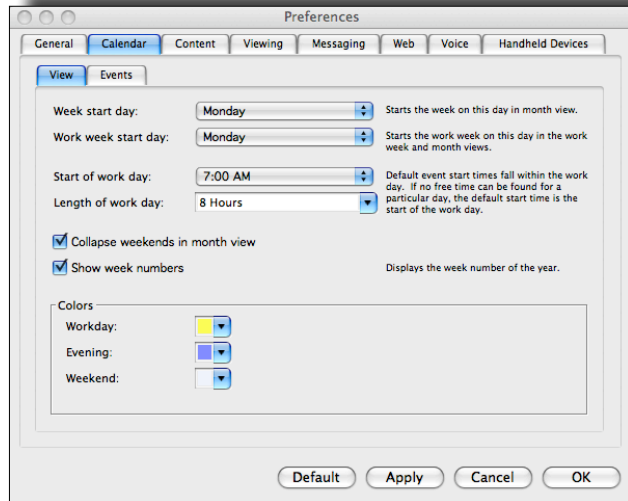 Preferences
General Calendar Content Viewing Messaging Web Voice Handheld Devices
View Events
Week start day: Monday Starts the week on this day in month view.
Work week start day: Monday Starts the work week on this day in the work
week and month views.
Start of work day: 7:00 AM Default event start times fall within the work
day. If no free time can be found for a
Length of work day: 8 Hours particular day, the default start time is the
start of the work day.
Collapse weekends in month view
Show week numbers Displays the week number of the year.
Colors
Workday:
Evening:
Weekend:
Default Apply Cancel OK